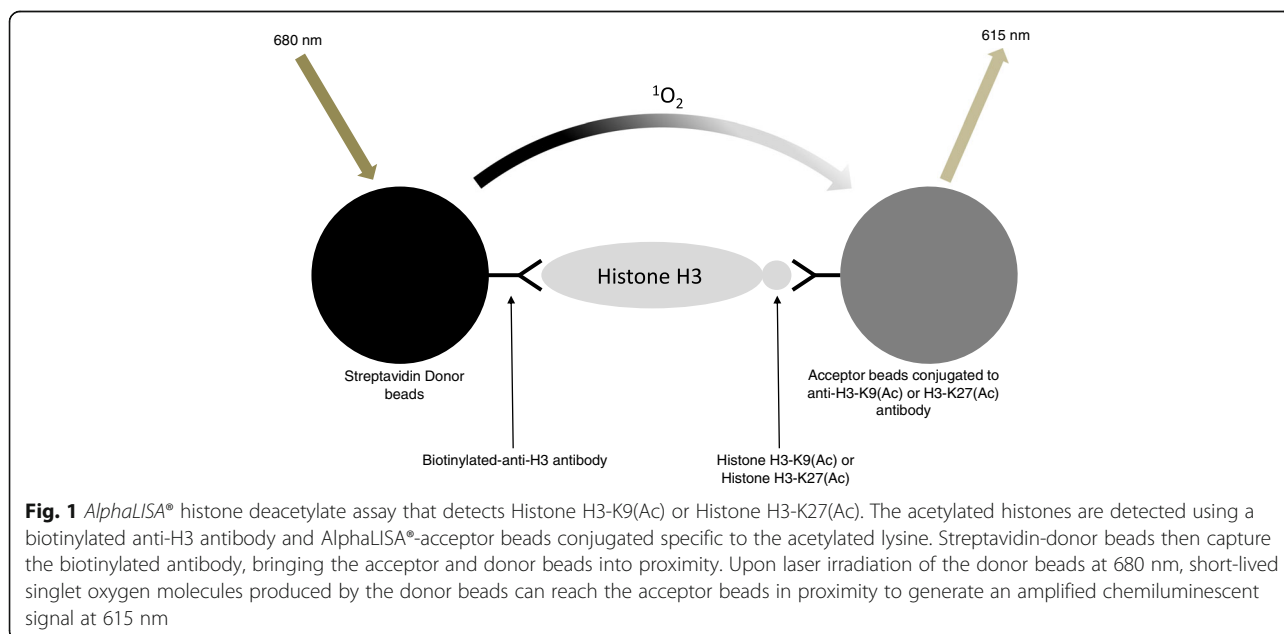 680 nm
615 nm
¹O₂
Histone H3
Streptavidin Donor
beads
Acceptor beads conjugated to
anti-H3-K9(Ac) or H3-K27(Ac)
antibody
Biotinylated-anti-H3 antibody
Histone H3-K9(Ac) or
Histone H3-K27(Ac)
Fig. 1 AlphaLISA® histone deacetylate assay that detects Histone H3-K9(Ac) or Histone H3-K27(Ac). The acetylated histones are detected using a
biotinylated anti-H3 antibody and AlphaLISA®-acceptor beads conjugated specific to the acetylated lysine. Streptavidin-donor beads then capture
the biotinylated antibody, bringing the acceptor and donor beads into proximity. Upon laser irradiation of the donor beads at 680 nm, short-lived
singlet oxygen molecules produced by the donor beads can reach the acceptor beads in proximity to generate an amplified chemiluminescent
signal at 615 nm